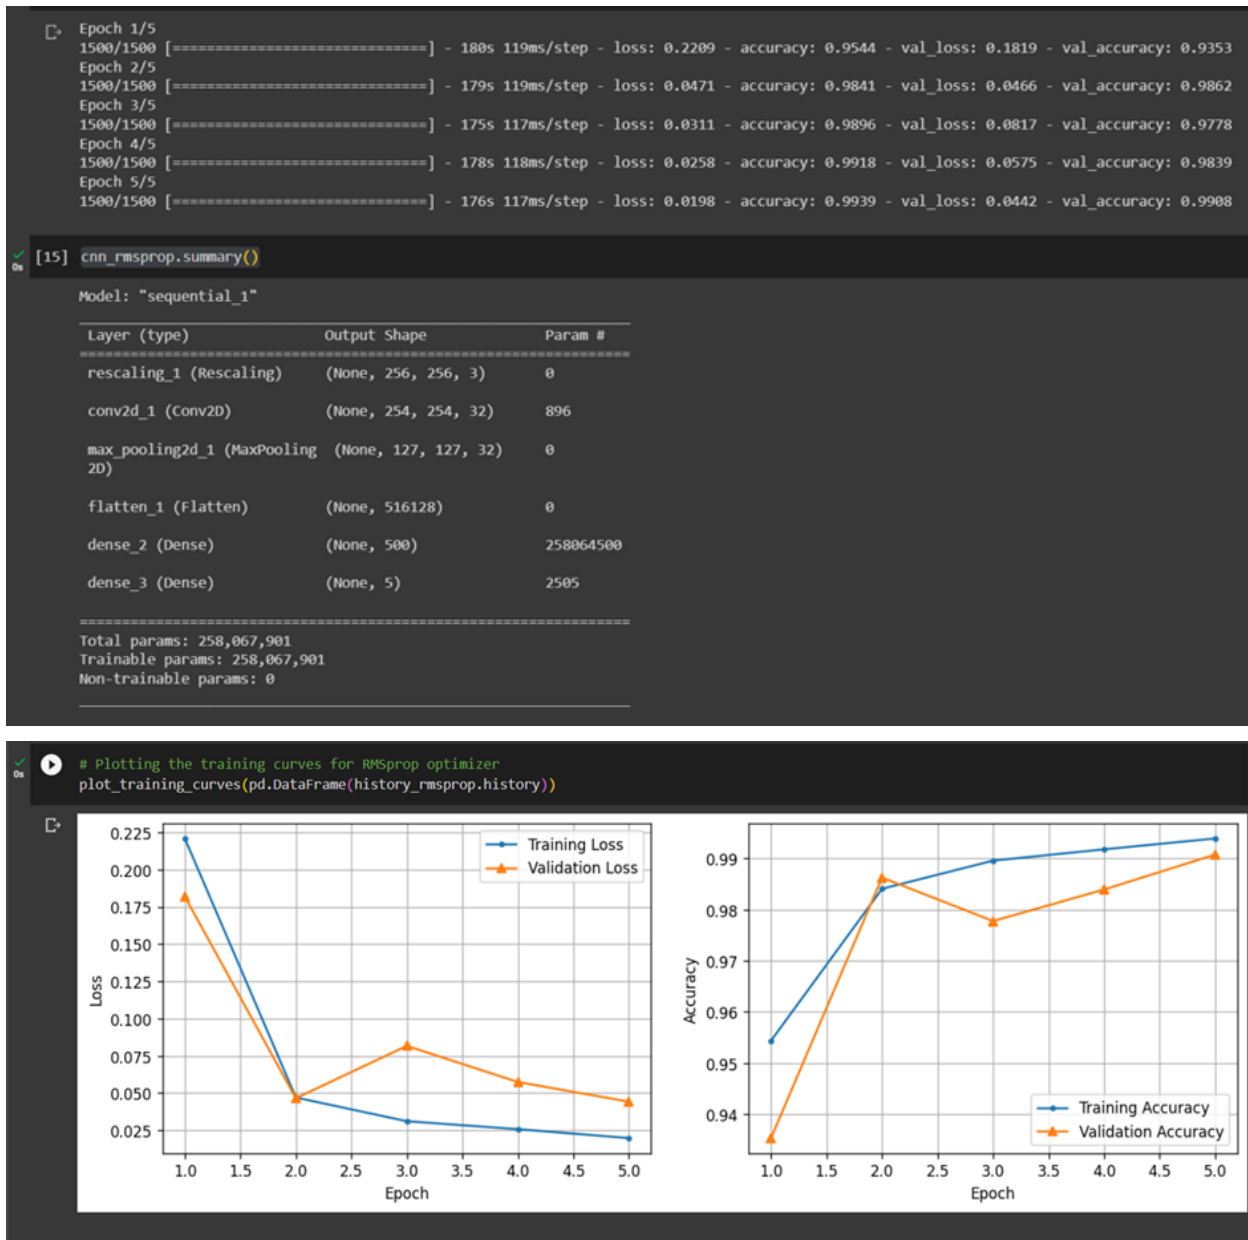 Epoch 1/5
1500/1500 [==============================] - 180s 119ms/step - loss: 0.2209 - accuracy: 0.9544 - val_loss: 0.1819 - val_accuracy: 0.9353
Epoch 2/5
1500/1500 [==============================] - 179s 119ms/step - loss: 0.0471 - accuracy: 0.9841 - val_loss: 0.0466 - val_accuracy: 0.9862
Epoch 3/5
1500/1500 [==============================] - 175s 117ms/step - loss: 0.0311 - accuracy: 0.9896 - val_loss: 0.0817 - val_accuracy: 0.9778
Epoch 4/5
1500/1500 [==============================] - 178s 118ms/step - loss: 0.0258 - accuracy: 0.9918 - val_loss: 0.0575 - val_accuracy: 0.9839
Epoch 5/5
1500/1500 [==============================] - 176s 117ms/step - loss: 0.0198 - accuracy: 0.9939 - val_loss: 0.0442 - val_accuracy: 0.9908
[15] cnn_rmsprop.summary()
0s
Model: "sequential_1"
Layer (type) Output Shape Param #
=================================================================
rescaling_1 (Rescaling) (None, 256, 256, 3) 0
conv2d_1 (Conv2D) (None, 254, 254, 32) 896
max_pooling2d_1 (MaxPooling (None, 127, 127, 32) 0
2D)
flatten_1 (Flatten) (None, 516128) 0
dense_2 (Dense) (None, 500) 258064500
dense_3 (Dense) (None, 5) 2505
=================================================================
Total params: 258,067,901
Trainable params: 258,067,901
Non-trainable params: 0
0s
# Plotting the training curves for RMSprop optimizer
plot_training_curves(pd.DataFrame(history_rmsprop.history))
Training Loss
Validation Loss
0.225
0.200
0.175
0.150
0.125
0.100
0.075
0.050
0.025
Loss
1.0 1.5 2.0 2.5 3.0 3.5 4.0 4.5 5.0
Epoch
0.99
0.98
0.97
0.96
0.95
0.94
Accuracy
Training Accuracy
Validation Accuracy
1.0 1.5 2.0 2.5 3.0 3.5 4.0 4.5 5.0
Epoch